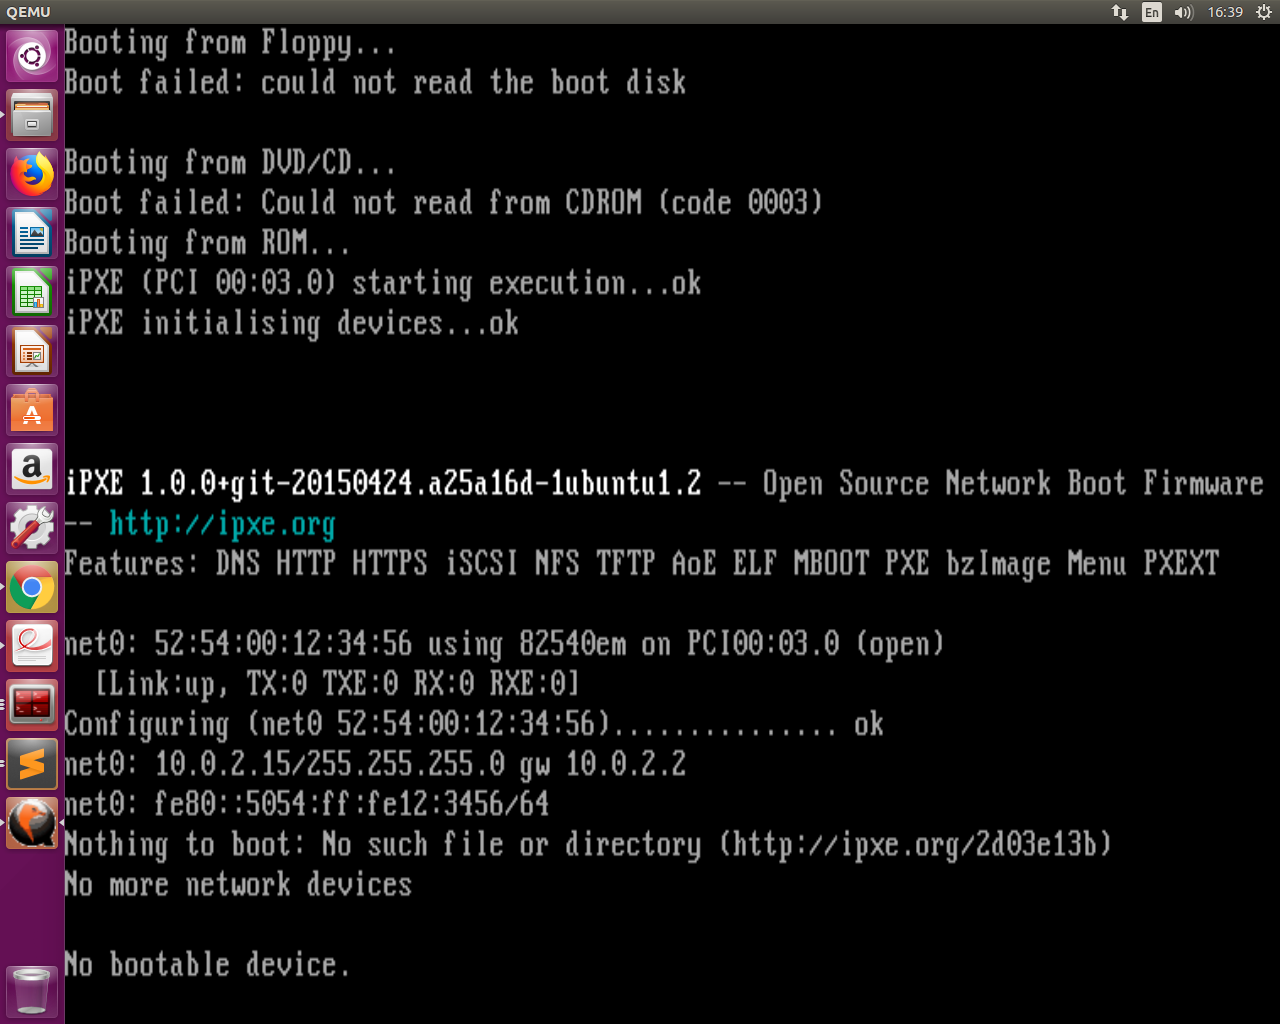 QEMU
En
16:39
Booting from Floppy...
Boot failed: could not read the boot disk
Booting from DVD/CD...
Boot failed: Could not read from CDROM (code 0003)
Booting from ROM...
iPXE (PCI 00:03.0) starting execution...ok
iPXE initialising devices...ok
iPXE 1.0.0+git-20150424.a25a16d-1ubuntu1.2 -- Open Source Network Boot Firmware
-- http://ipxe.org
Features: DNS HTTP HTTPS iSCSI NFS TFTP AoE ELF MBOOT PXE bzImage Menu PXEXT
net0: 52:54:00:12:34:56 using 82540em on PCI00:03.0 (open)
[Link:up, TX:0 TXE:0 RX:0 RXE:0]
Configuring (net0 52:54:00:12:34:56)............... ok
net0: 10.0.2.15/255.255.255.0 gw 10.0.2.2
net0: fe80::5054:ff:fe12:3456/64
Nothing to boot: No such file or directory (http://ipxe.org/2d03e13b)
No more network devices
No bootable device.